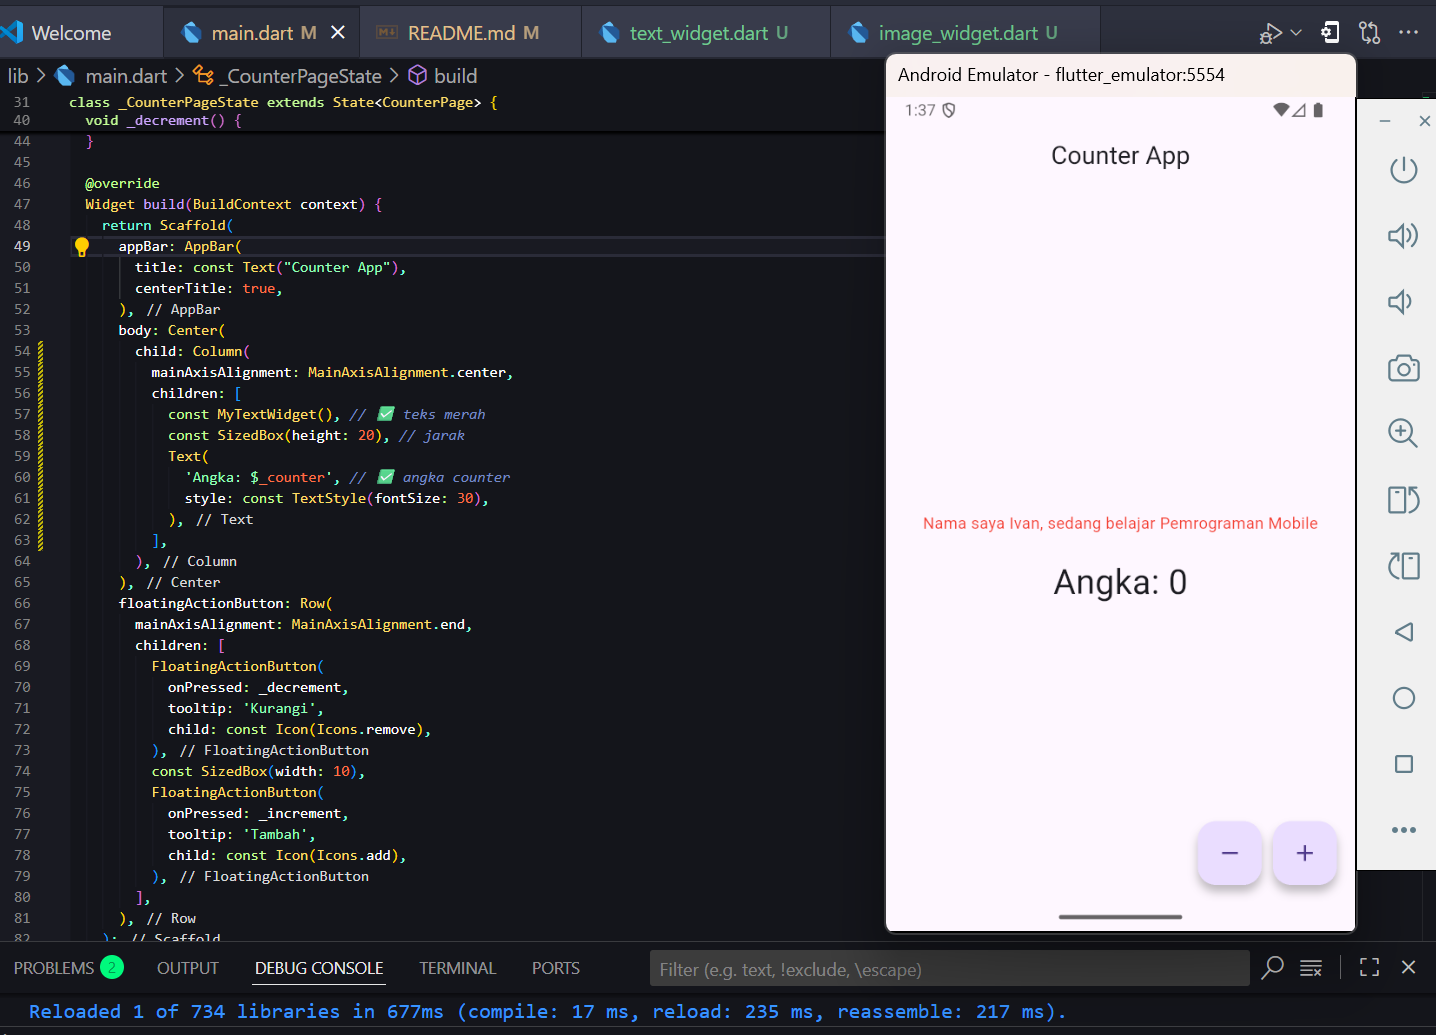 Welcome main.dart M README.md M text_widget.dart U image_widget.dart U
lib > main.dart > _CounterPageState > build
31 class _CounterPageState extends State<CounterPage> {
40 void _decrement() {
44 }
45
46 @override
47 Widget build(BuildContext context) {
48 return Scaffold(
49 appBar: AppBar(
50 title: const Text("Counter App"),
51 centerTitle: true,
52 ), // AppBar
53 body: Center(
54 child: Column(
55 mainAxisAlignment: MainAxisAlignment.center,
56 children: [
57 const MyTextWidget(), // ✅ teks merah
58 const SizedBox(height: 20), // jarak
59 Text(
60 'Angka: $_counter', // ✅ angka counter
61 style: const TextStyle(fontSize: 30),
62 ), // Text
63 ],
64 ), // Column
65 ), // Center
66 floatingActionButton: Row(
67 mainAxisAlignment: MainAxisAlignment.end,
68 children: [
69 FloatingActionButton(
70 onPressed: _decrement,
71 tooltip: 'Kurangi',
72 child: const Icon(Icons.remove),
73 ), // FloatingActionButton
74 const SizedBox(width: 10),
75 FloatingActionButton(
76 onPressed: _increment,
77 tooltip: 'Tambah',
78 child: const Icon(Icons.add),
79 ), // FloatingActionButton
80 ],
81 ), // Row
82 ); // Scaffold
Android Emulator - flutter_emulator:5554
1:37
Counter App
Nama saya Ivan, sedang belajar Pemrograman Mobile
Angka: 0
− +
PROBLEMS 2 OUTPUT DEBUG CONSOLE TERMINAL PORTS Filter (e.g. text, !exclude, \escape)
Reloaded 1 of 734 libraries in 677ms (compile: 17 ms, reload: 235 ms, reassemble: 217 ms).